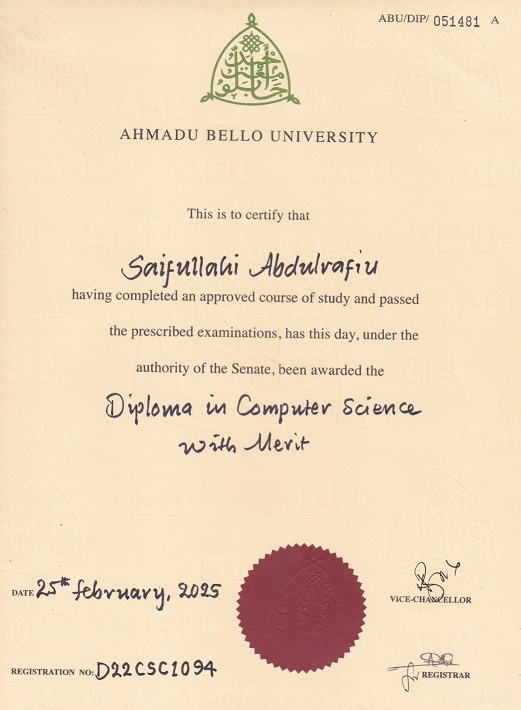 ABU/DIP/ 051481 A
AHMADU BELLO UNIVERSITY
This is to certify that
Saifullahi Abdulrafiu
having completed an approved course of study and passed
the prescribed examinations, has this day, under the
authority of the Senate, been awarded the
Diploma in Computer Science
with Merit
DATE 25th february, 2025
VICE-CHANCELLOR
REGISTRATION NO: D22CSC1094
for REGISTRAR